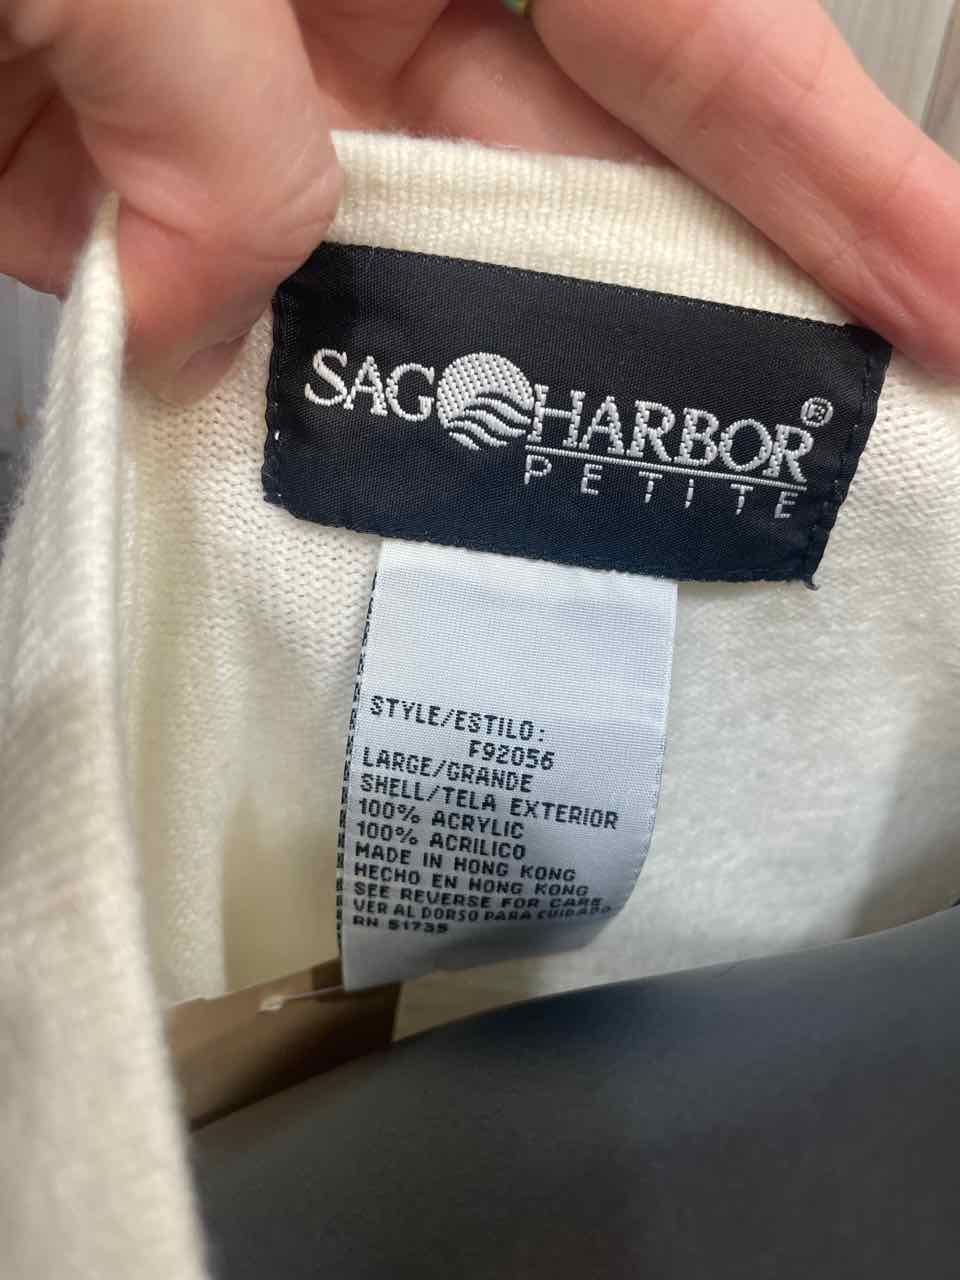 SAG HARBOR®
PETITE
STYLE/ESTILO:
F92056
LARGE/GRANDE
SHELL/TELA EXTERIOR
100% ACRYLIC
100% ACRILICO
MADE IN HONG KONG
HECHO EN HONG KONG
SEE REVERSE FOR CARE
VER AL DORSO PARA CUIDADO
RN 51735